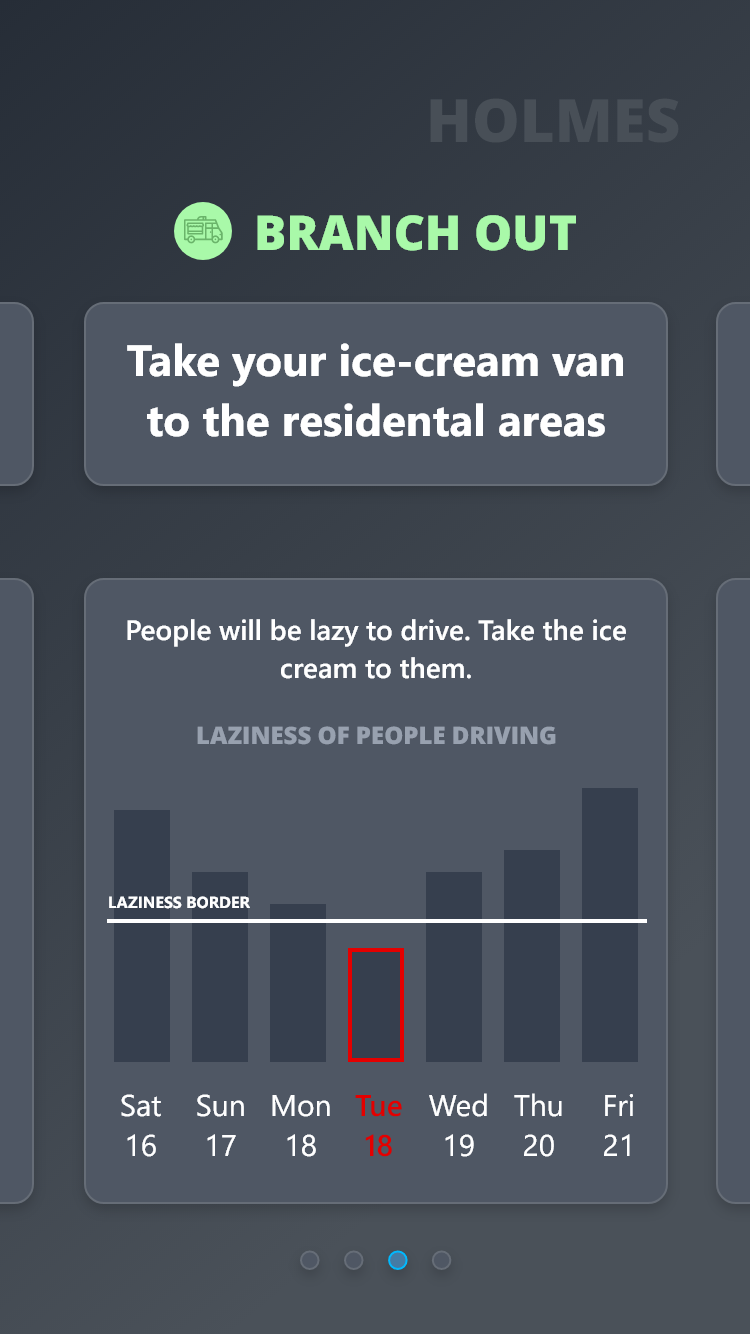 HOLMES
BRANCH OUT
Take your ice-cream van
to the residental areas
People will be lazy to drive. Take the ice
cream to them.
LAZINESS OF PEOPLE DRIVING
LAZINESS BORDER
Sat Sun Mon Tue Wed Thu Fri
16 17 18 18 19 20 21